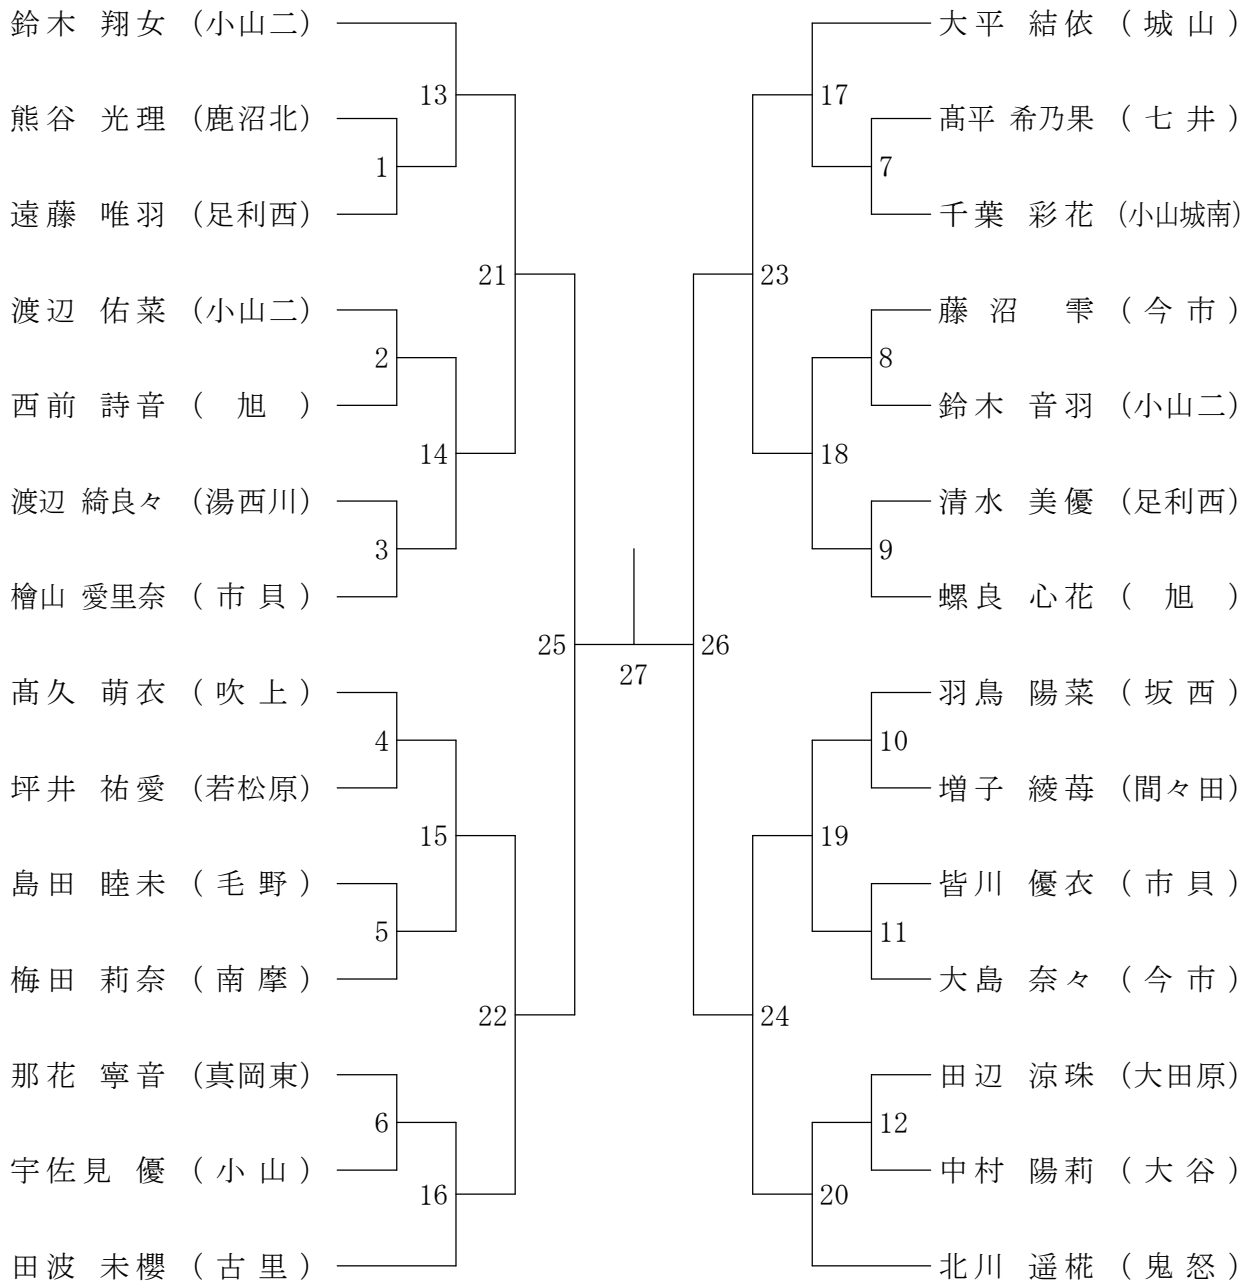 鈴木 翔女 (小山二)
熊谷 光理 (鹿沼北)
遠藤 唯羽 (足利西)
渡辺 佑菜 (小山二)
西前 詩音 (旭)
渡辺 綺良々 (湯西川)
檜山 愛里奈 (市貝)
髙久 萌衣 (吹上)
坪井 祐愛 (若松原)
島田 睦未 (毛野)
梅田 莉奈 (南摩)
那花 寧音 (真岡東)
宇佐見 優 (小山)
田波 未櫻 (古里)
13
1
21
2
14
3
25
4
15
5
22
6
16
27
17
7
23
8
18
9
26
10
19
11
24
12
20
大平 結依 (城山)
髙平 希乃果 (七井)
千葉 彩花 (小山城南)
藤沼 雫 (今市)
鈴木 音羽 (小山二)
清水 美優 (足利西)
螺良 心花 (旭)
羽鳥 陽菜 (坂西)
増子 綾苺 (間々田)
皆川 優衣 (市貝)
大島 奈々 (今市)
田辺 涼珠 (大田原)
中村 陽莉 (大谷)
北川 遥椛 (鬼怒)